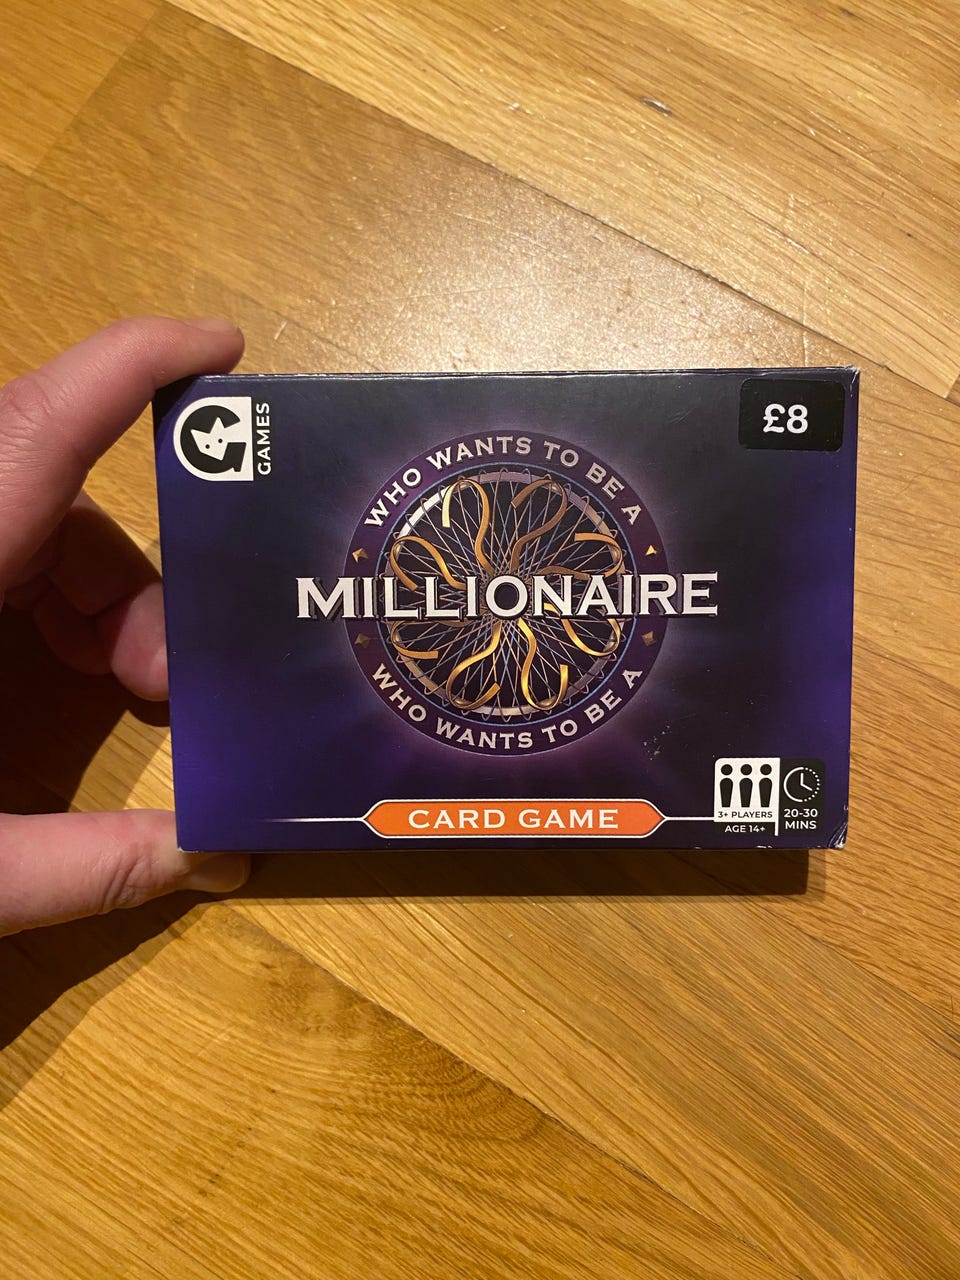 GAMES
£8
WHO WANTS TO BE A
MILLIONAIRE
WHO WANTS TO BE A
CARD GAME
3+ PLAYERS
AGE 14+
20-30
MINS